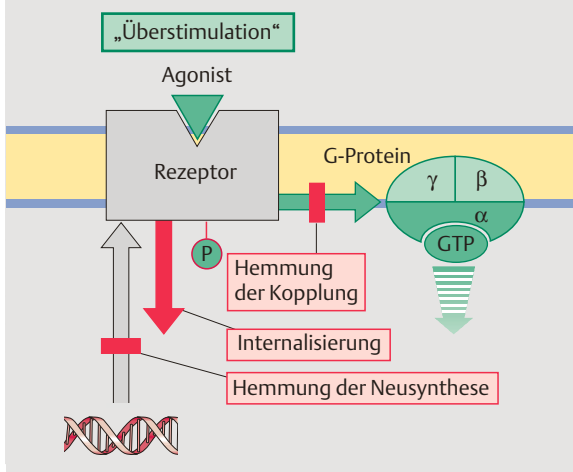 „Überstimulation“
Agonist
Rezeptor
G-Protein
γ
β
α
GTP
P
Hemmung
der Kopplung
Internalisierung
Hemmung der Neusynthese